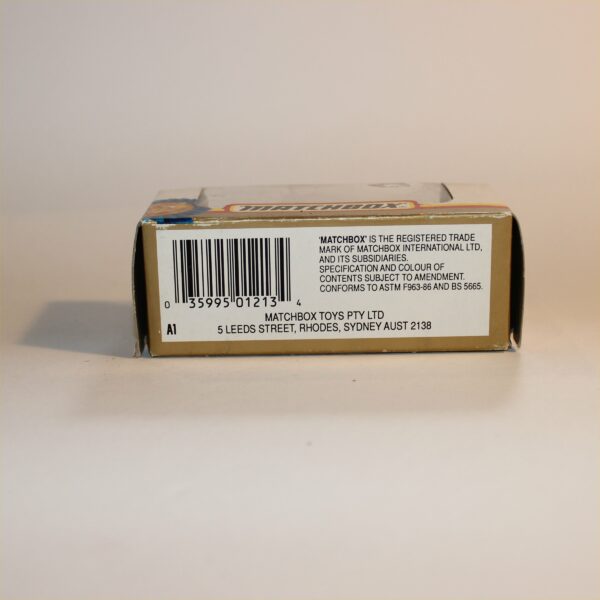 MATCHBOX
'MATCHBOX' IS THE REGISTERED TRADE
MARK OF MATCHBOX INTERNATIONAL LTD,
AND ITS SUBSIDIARIES.
SPECIFICATION AND COLOUR OF
CONTENTS SUBJECT TO AMENDMENT.
CONFORMS TO ASTM F963-86 AND BS 5665.
0 35995 01213 4
MATCHBOX TOYS PTY LTD
A1 5 LEEDS STREET, RHODES, SYDNEY AUST 2138